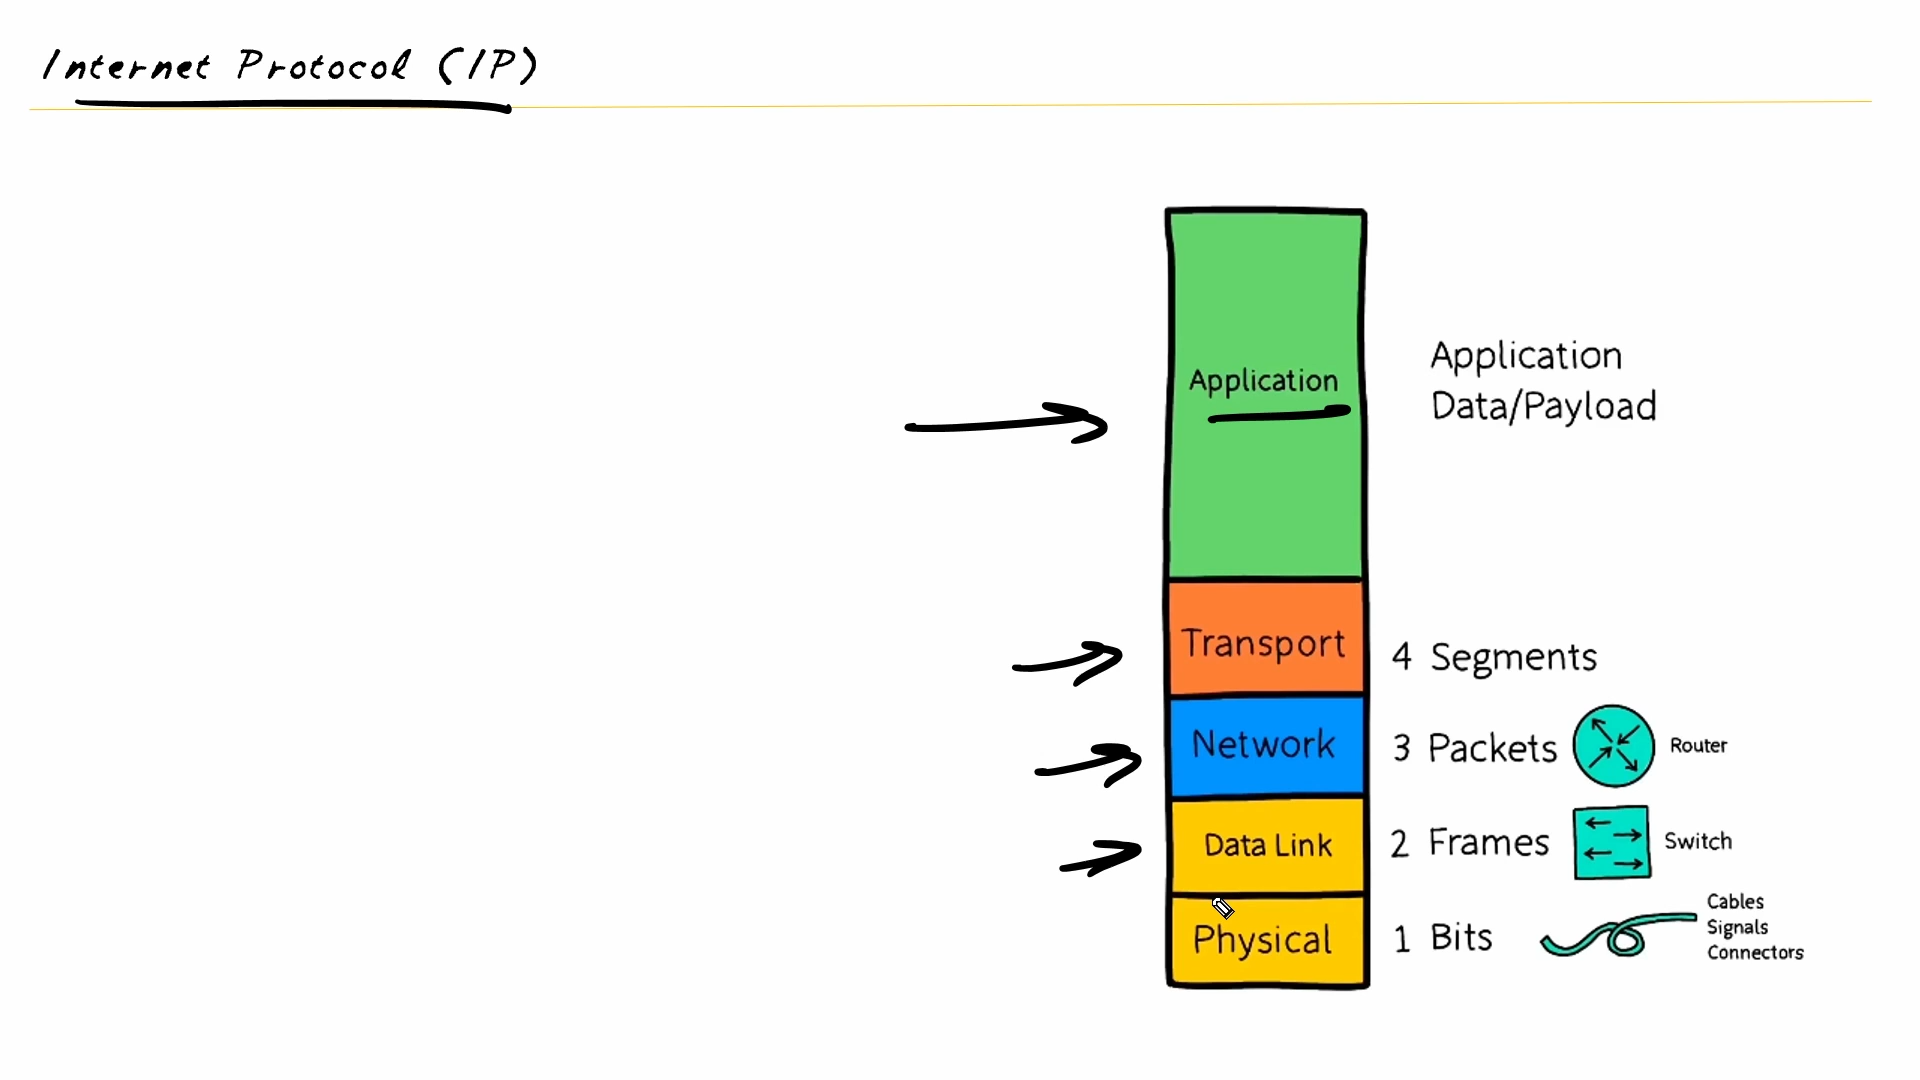 Internet Protocol (IP)
Application
Application
Data/Payload
Transport
4 Segments
Network
3 Packets
Router
Data Link
2 Frames
Switch
Physical
1 Bits
Cables
Signals
Connectors